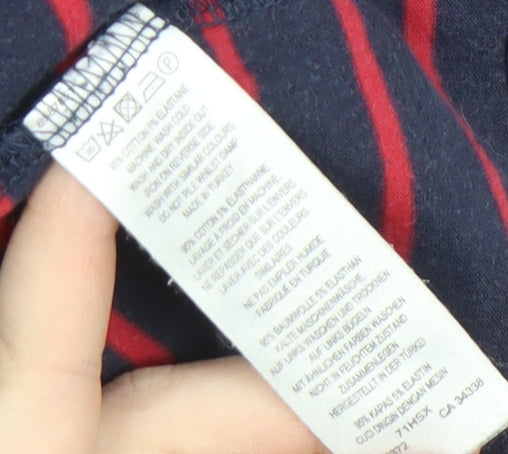 95% COTTON 5% ELASTANE
MACHINE WASH COLD
WASH AND DRY INSIDE OUT
IRON ON REVERSE SIDE
WASH WITH SIMILAR COLOURS
DO NOT PILE WHILST DAMP
MADE IN TURKEY
95% COTON 5% ÉLASTHANNE
LAVAGE A FROID EN MACHINE
LAVER ET SÉCHER SUR L'ENVERS
NE REPASSER QUE SUR L'ENVERS
LAVER AVEC DES COULEURS
SIMILAIRES
NE PAS EMPILER HUMIDE
FABRIQUÉ EN TURQUIE
95% BAUMWOLLE 5% ELASTHAN
KALTE MASCHINENWÄSCHE
AUF LINKS WASCHEN UND TROCKNEN
AUF LINKS BÜGELN
MIT ÄHNLICHEN FARBEN WASCHEN
NICHT IN FEUCHTEM ZUSTAND
ZUSAMMENLEGEN
HERGESTELLT IN DER TÜRKEI
95% KAPAS 5% ELASTIN
CUCI DINGIN DENGAN MESIN
71HSX CA 34338